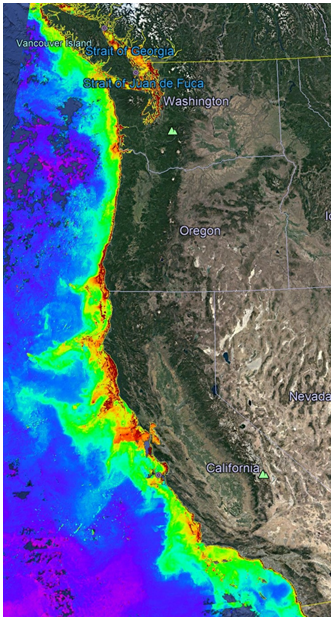 Vancouver Island
Strait of Georgia
Strait of Juan de Fuca
Washington
Oregon
Nevada
California